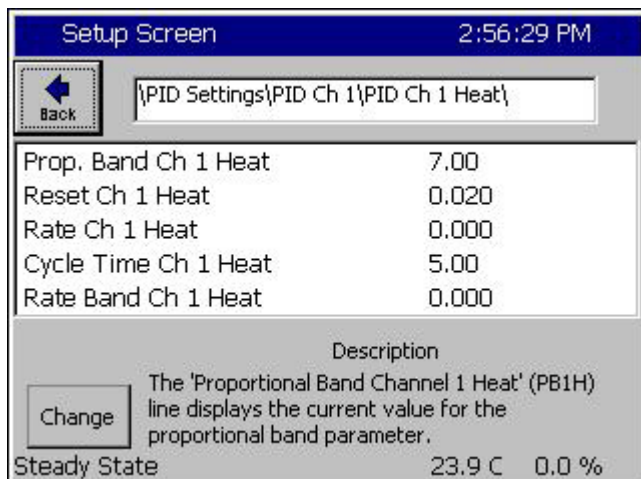 Setup Screen 2:56:29 PM
Back
\PID Settings\PID Ch 1\PID Ch 1 Heat\
Prop. Band Ch 1 Heat 7.00
Reset Ch 1 Heat 0.020
Rate Ch 1 Heat 0.000
Cycle Time Ch 1 Heat 5.00
Rate Band Ch 1 Heat 0.000
Description
The 'Proportional Band Channel 1 Heat' (PB1H)
line displays the current value for the
proportional band parameter.
Change
Steady State 23.9 C 0.0 %